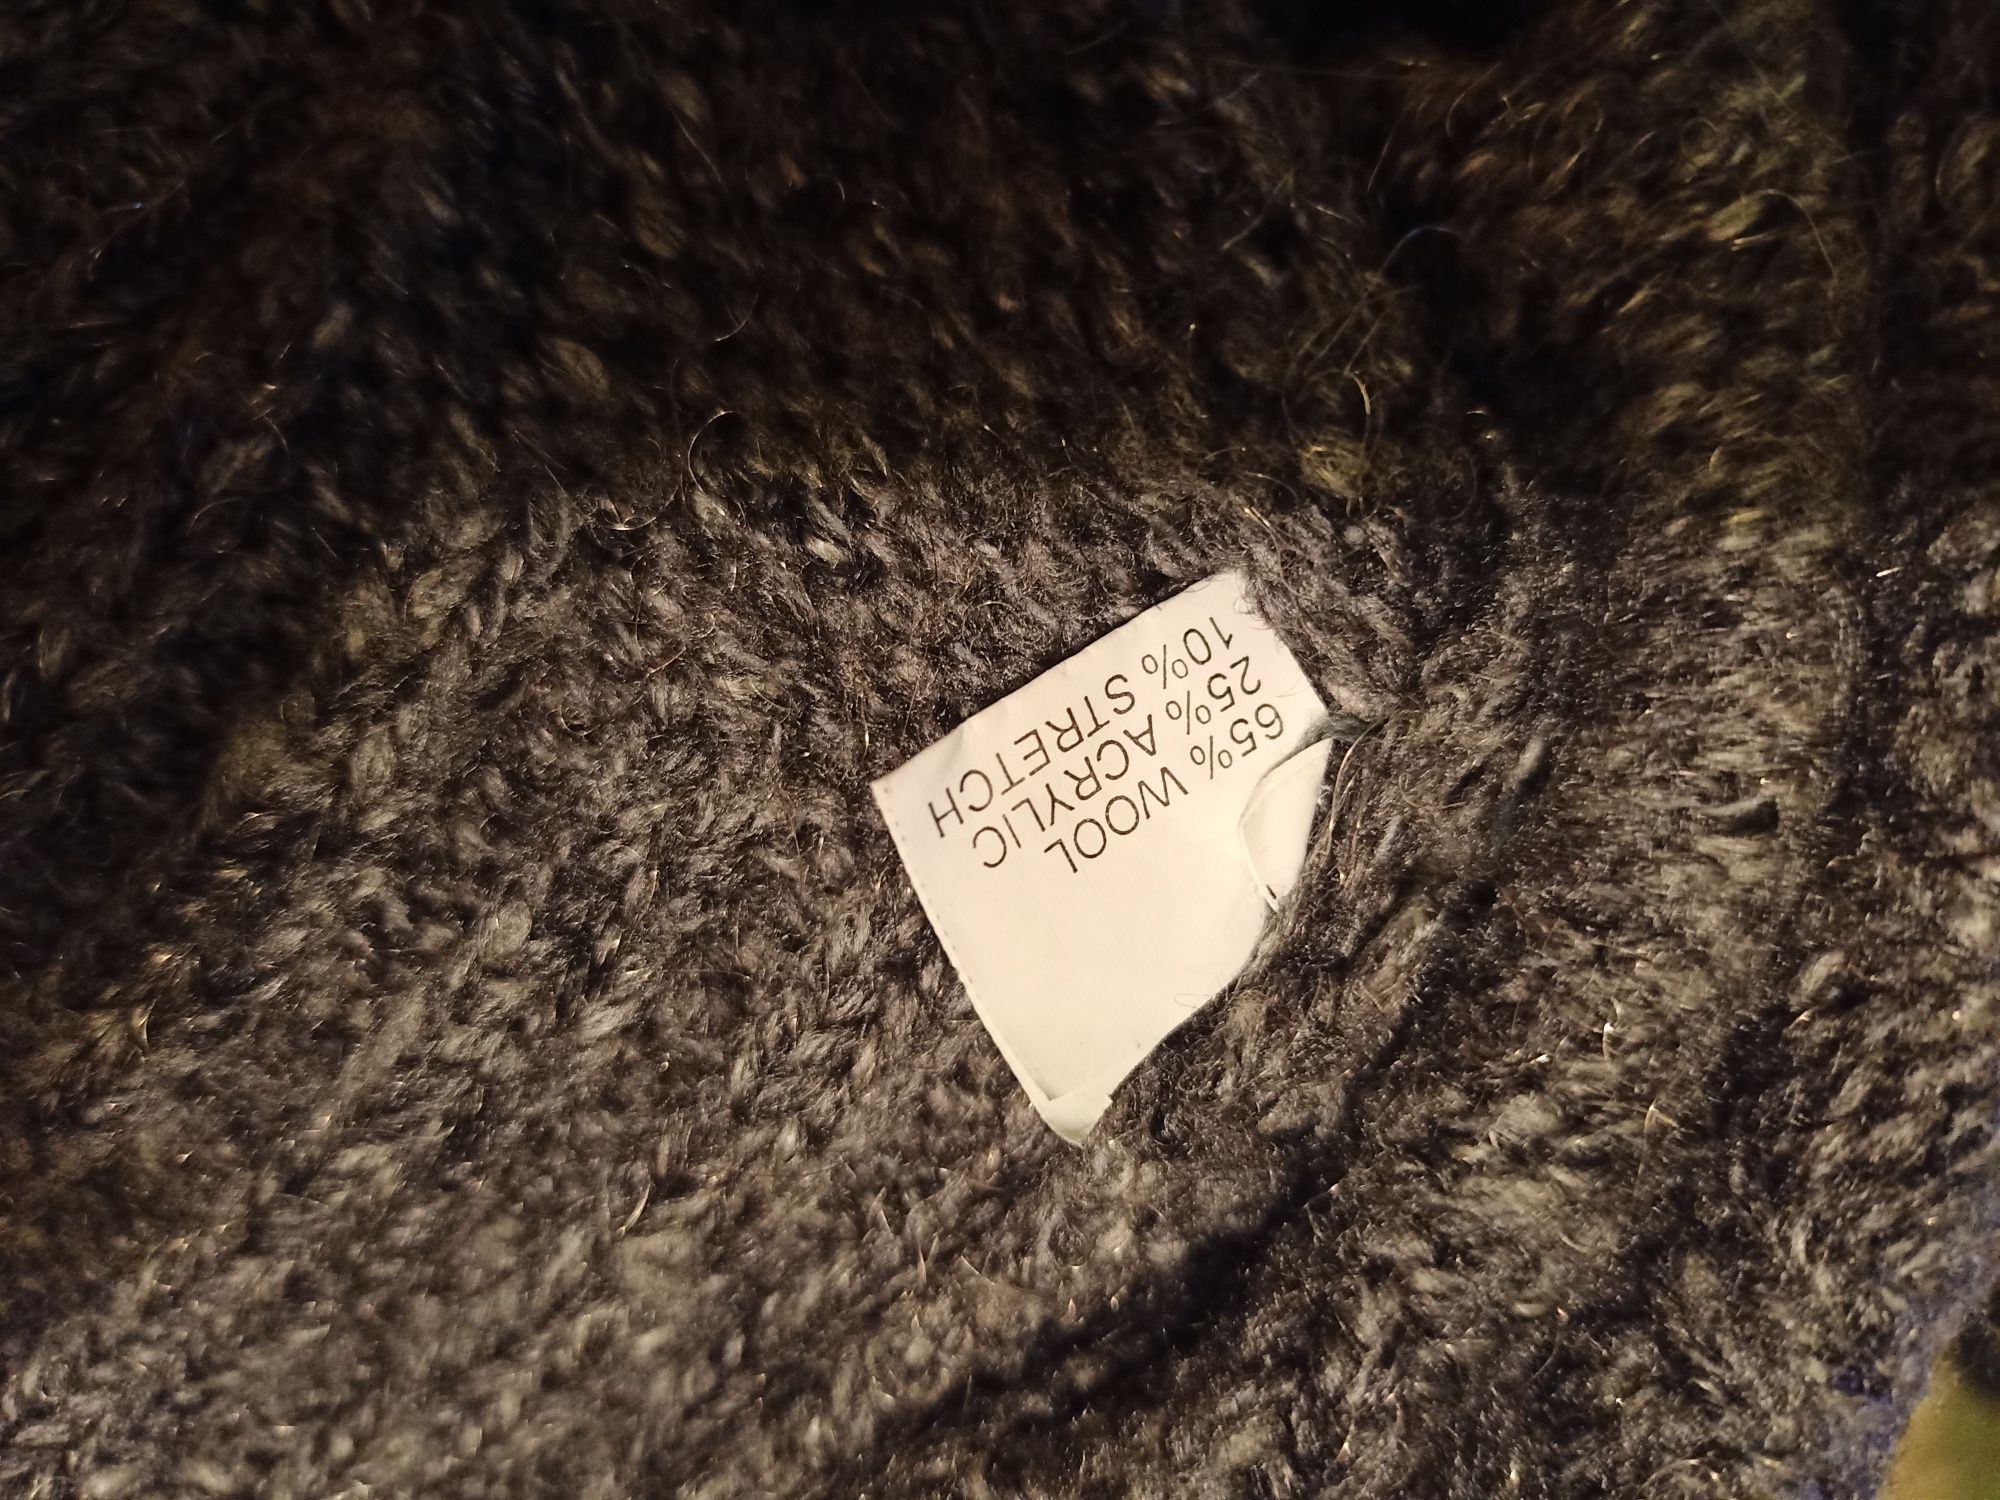 65% WOOL
25% ACRYLIC
10% STRETCH